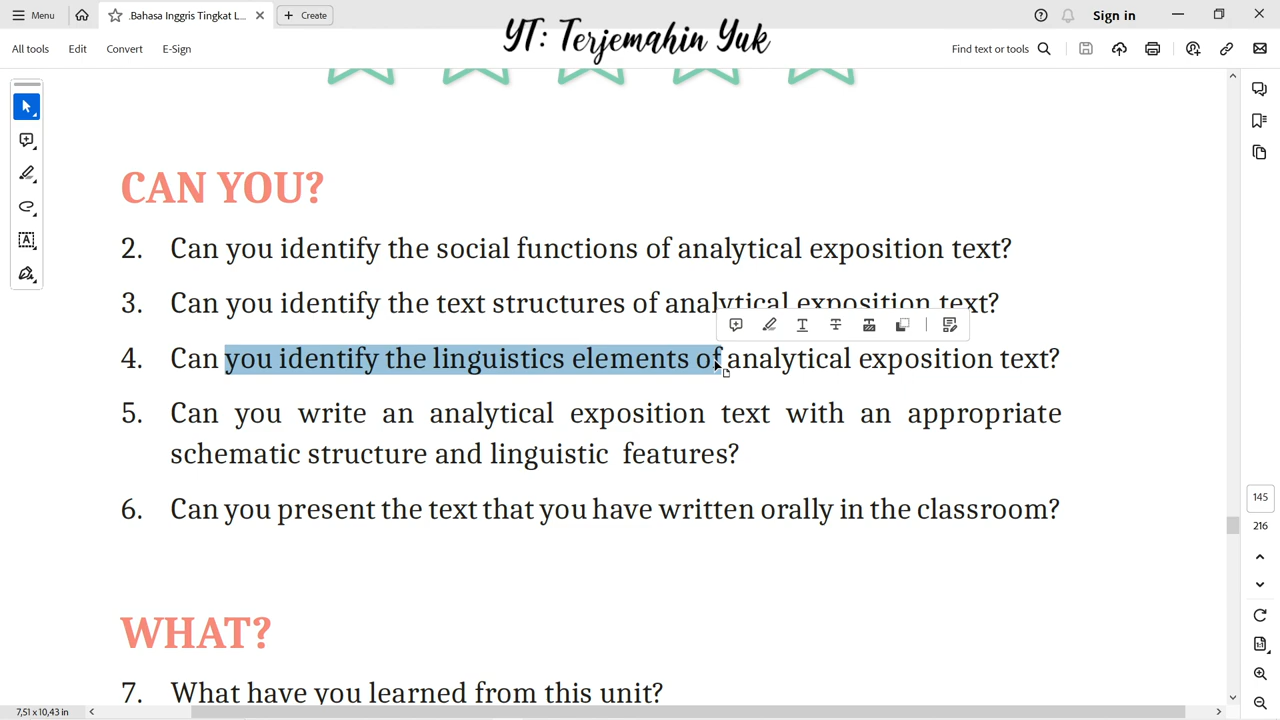 Menu
.Bahasa Inggris Tingkat L...
Create
Sign in
All tools
Edit
Convert
E-Sign
YT: Terjemahin Yuk
Find text or tools
CAN YOU?
2. Can you identify the social functions of analytical exposition text?
3. Can you identify the text structures of analytical exposition text?
4. Can you identify the linguistics elements of analytical exposition text?
5. Can you write an analytical exposition text with an appropriate
schematic structure and linguistic features?
6. Can you present the text that you have written orally in the classroom?
WHAT?
7. What have you learned from this unit?
145
216
7,51 x 10,43 in